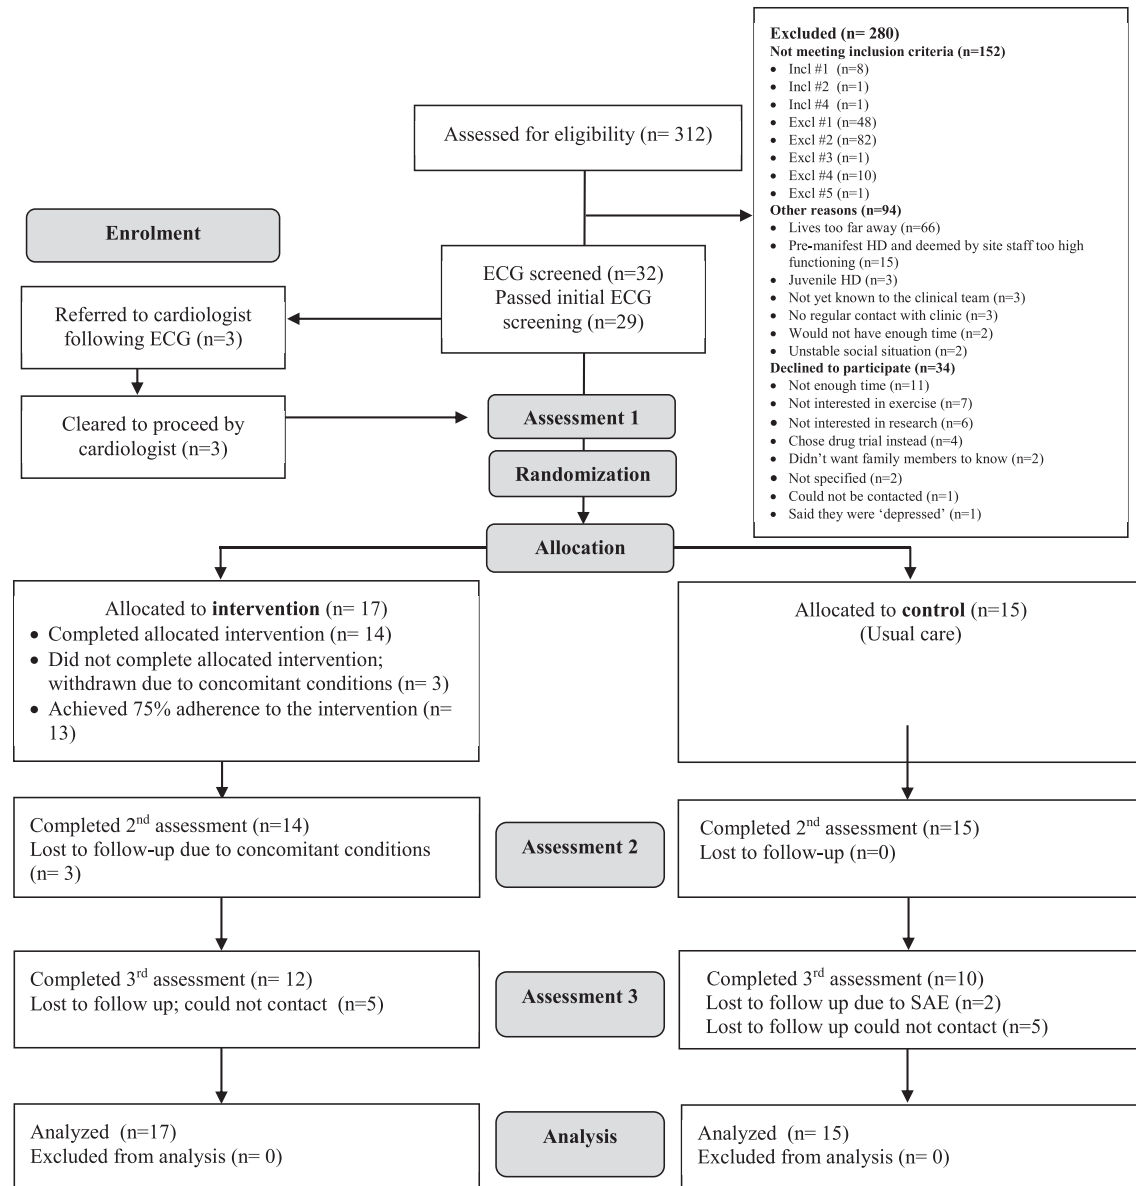 Assessed for eligibility (n= 312)
Excluded (n= 280)
Not meeting inclusion criteria (n=152)
• Incl #1 (n=8)
• Incl #2 (n=1)
• Incl #4 (n=1)
• Excl #1 (n=48)
• Excl #2 (n=82)
• Excl #3 (n=1)
• Excl #4 (n=10)
• Excl #5 (n=1)
Other reasons (n=94)
• Lives too far away (n=66)
• Pre-manifest HD and deemed by site staff too high
functioning (n=15)
• Juvenile HD (n=3)
• Not yet known to the clinical team (n=3)
• No regular contact with clinic (n=3)
• Would not have enough time (n=2)
• Unstable social situation (n=2)
Declined to participate (n=34)
• Not enough time (n=11)
• Not interested in exercise (n=7)
• Not interested in research (n=6)
• Chose drug trial instead (n=4)
• Didn't want family members to know (n=2)
• Not specified (n=2)
• Could not be contacted (n=1)
• Said they were 'depressed' (n=1)
Enrolment
ECG screened (n=32)
Passed initial ECG
screening (n=29)
Referred to cardiologist
following ECG (n=3)
Cleared to proceed by
cardiologist (n=3)
Assessment 1
Randomization
Allocation
Allocated to intervention (n= 17)
• Completed allocated intervention (n= 14)
• Did not complete allocated intervention;
withdrawn due to concomitant conditions (n= 3)
• Achieved 75% adherence to the intervention (n=
13)
Allocated to control (n=15)
(Usual care)
Completed 2nd assessment (n=14)
Lost to follow-up due to concomitant conditions
(n= 3)
Assessment 2
Completed 2nd assessment (n=15)
Lost to follow-up (n=0)
Completed 3rd assessment (n= 12)
Lost to follow up; could not contact (n=5)
Assessment 3
Completed 3rd assessment (n=10)
Lost to follow up due to SAE (n=2)
Lost to follow up could not contact (n=5)
Analyzed (n=17)
Excluded from analysis (n= 0)
Analysis
Analyzed (n= 15)
Excluded from analysis (n= 0)